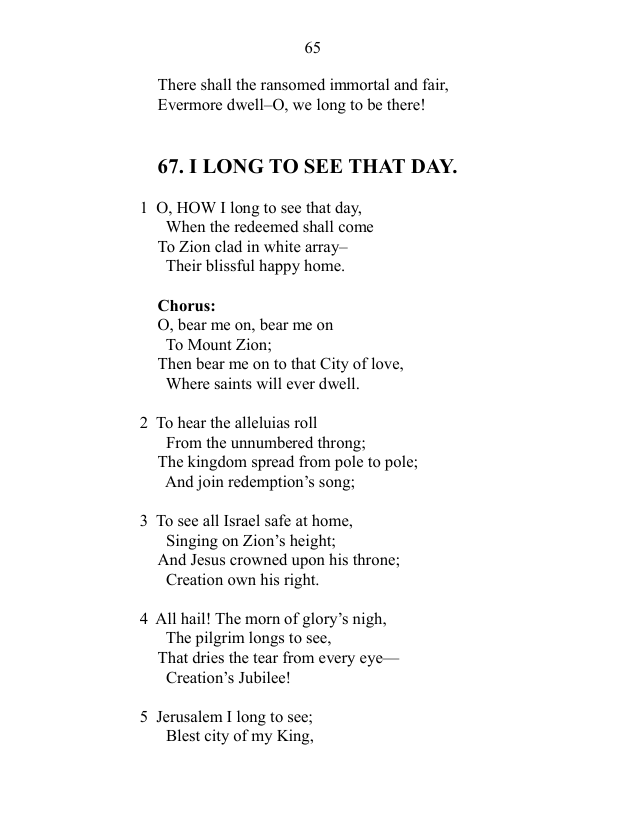 65
There shall the ransomed immortal and fair,
Evermore dwell–O, we long to be there!
67. I LONG TO SEE THAT DAY.
1 O, HOW I long to see that day,
When the redeemed shall come
To Zion clad in white array–
Their blissful happy home.
Chorus:
O, bear me on, bear me on
To Mount Zion;
Then bear me on to that City of love,
Where saints will ever dwell.
2 To hear the alleluias roll
From the unnumbered throng;
The kingdom spread from pole to pole;
And join redemption’s song;
3 To see all Israel safe at home,
Singing on Zion’s height;
And Jesus crowned upon his throne;
Creation own his right.
4 All hail! The morn of glory’s nigh,
The pilgrim longs to see,
That dries the tear from every eye—
Creation’s Jubilee!
5 Jerusalem I long to see;
Blest city of my King,